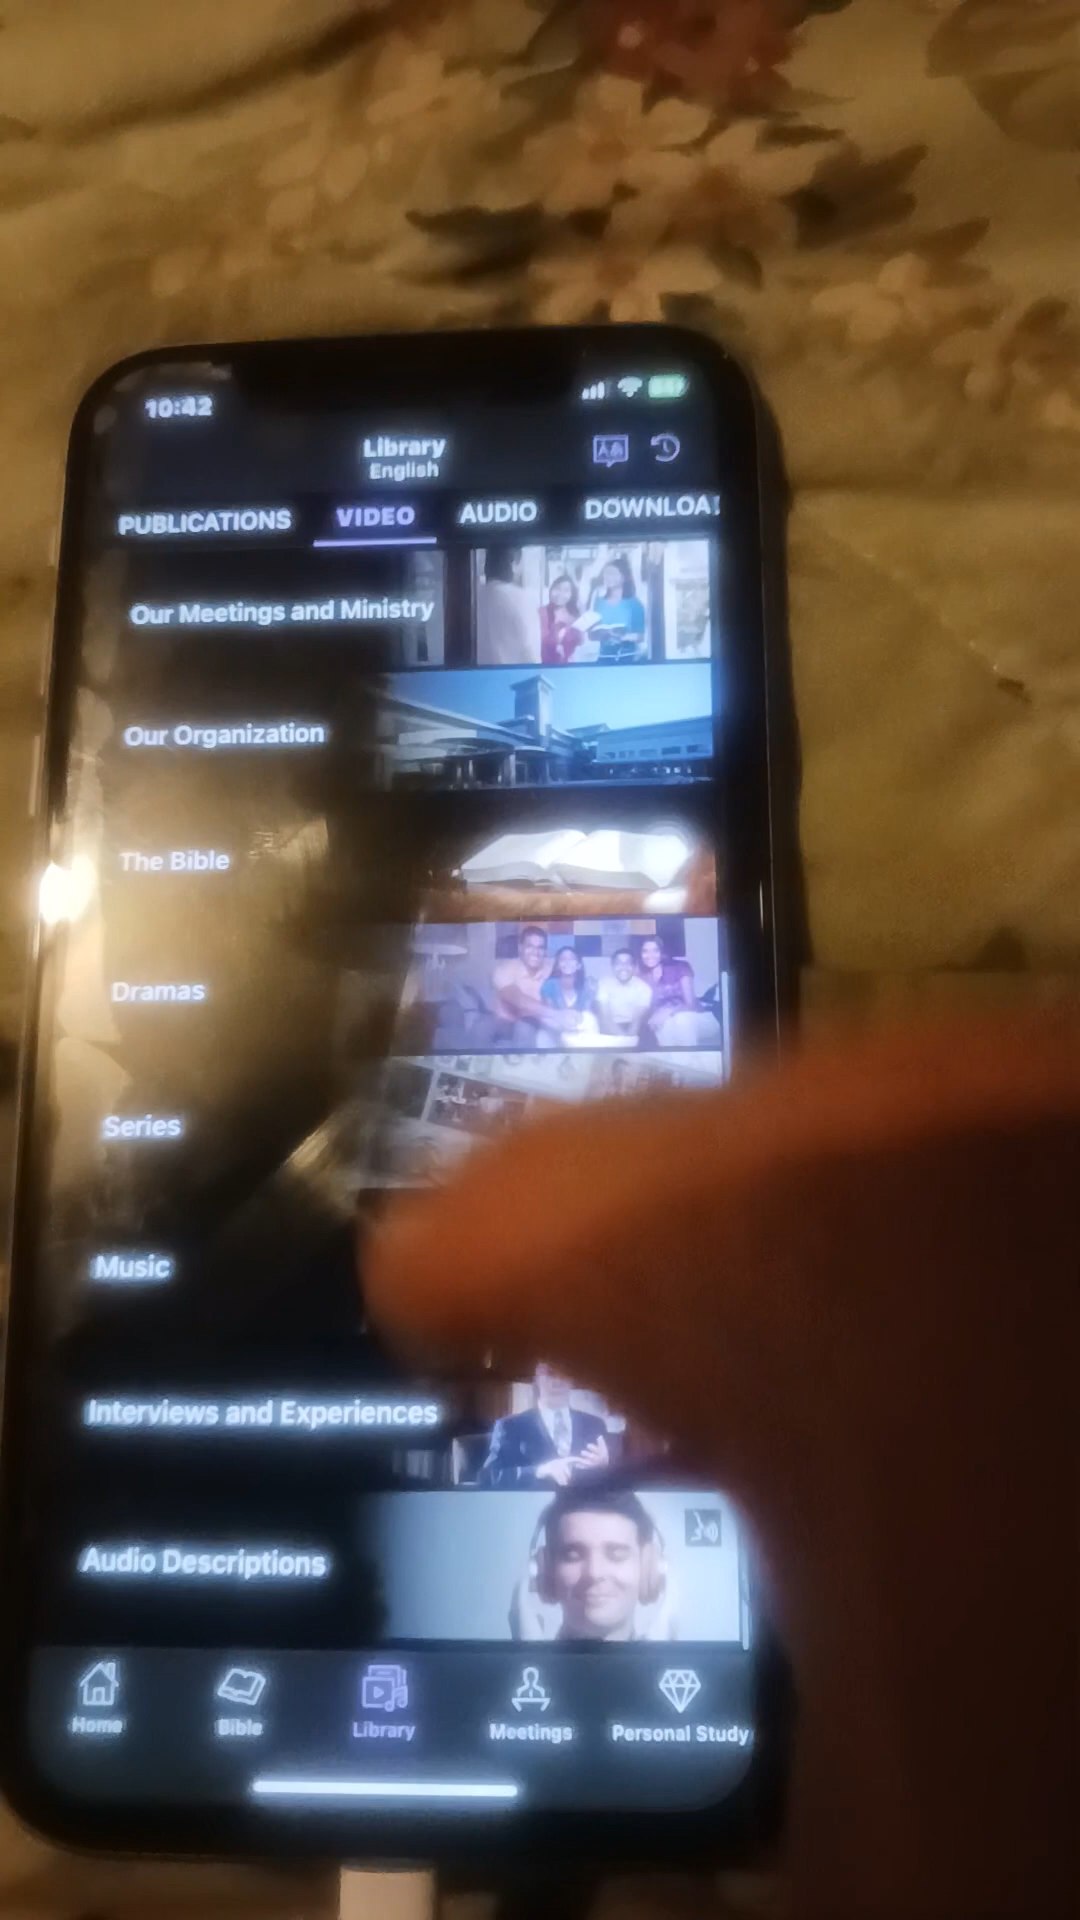 10:42
Library
English
PUBLICATIONS VIDEO AUDIO DOWNLOA
Our Meetings and Ministry
Our Organization
The Bible
Dramas
Series
Music
Interviews and Experiences
Audio Descriptions
Home Bible Library Meetings Personal Study